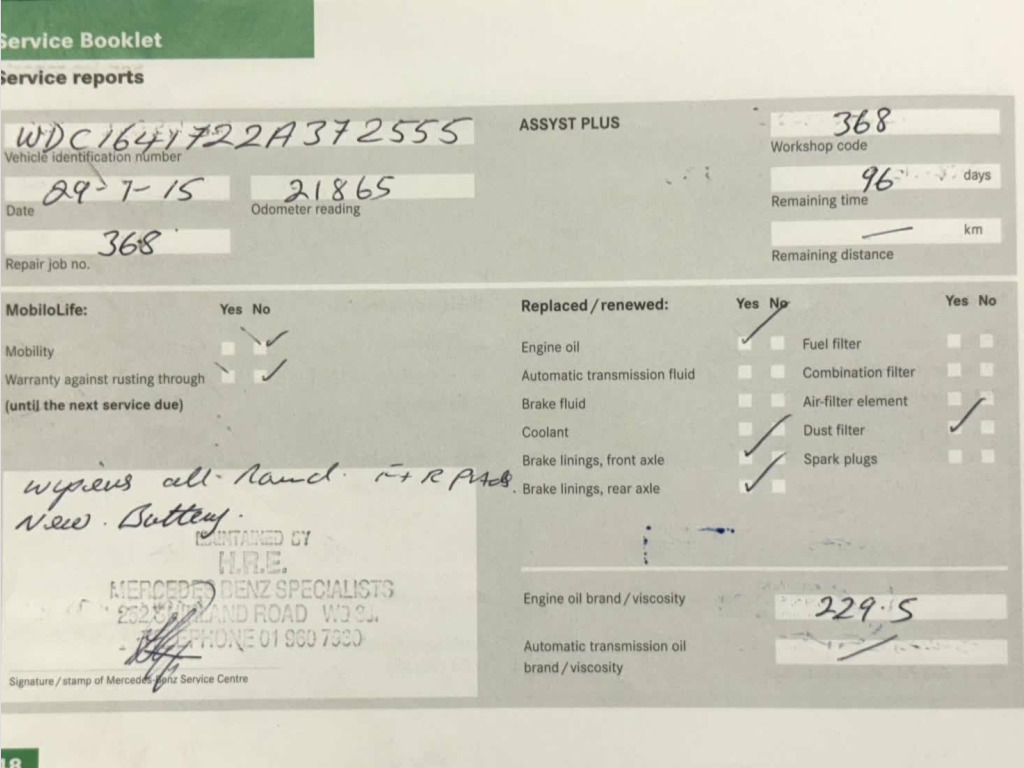 Service Booklet
Service reports
WDC1641722A372555
Vehicle identification number
29-7-15
Date
21865
Odometer reading
368
Repair job no.
ASSYST PLUS
368
Workshop code
96 days
Remaining time
— km
Remaining distance
MobiloLife: Yes No
Mobility
Warranty against rusting through
(until the next service due)
Replaced / renewed: Yes No
Engine oil
Automatic transmission fluid
Brake fluid
Coolant
Brake linings, front axle
Brake linings, rear axle
Yes No
Fuel filter
Combination filter
Air-filter element
Dust filter
Spark plugs
wipers all round. F+R Pads.
New. Battery.
MAINTAINED BY
H.R.E.
MERCEDES BENZ SPECIALISTS
ROAD
TELEPHONE 01
Signature / stamp of Mercedes-Benz Service Centre
Engine oil brand / viscosity
229.5
Automatic transmission oil
brand / viscosity
18